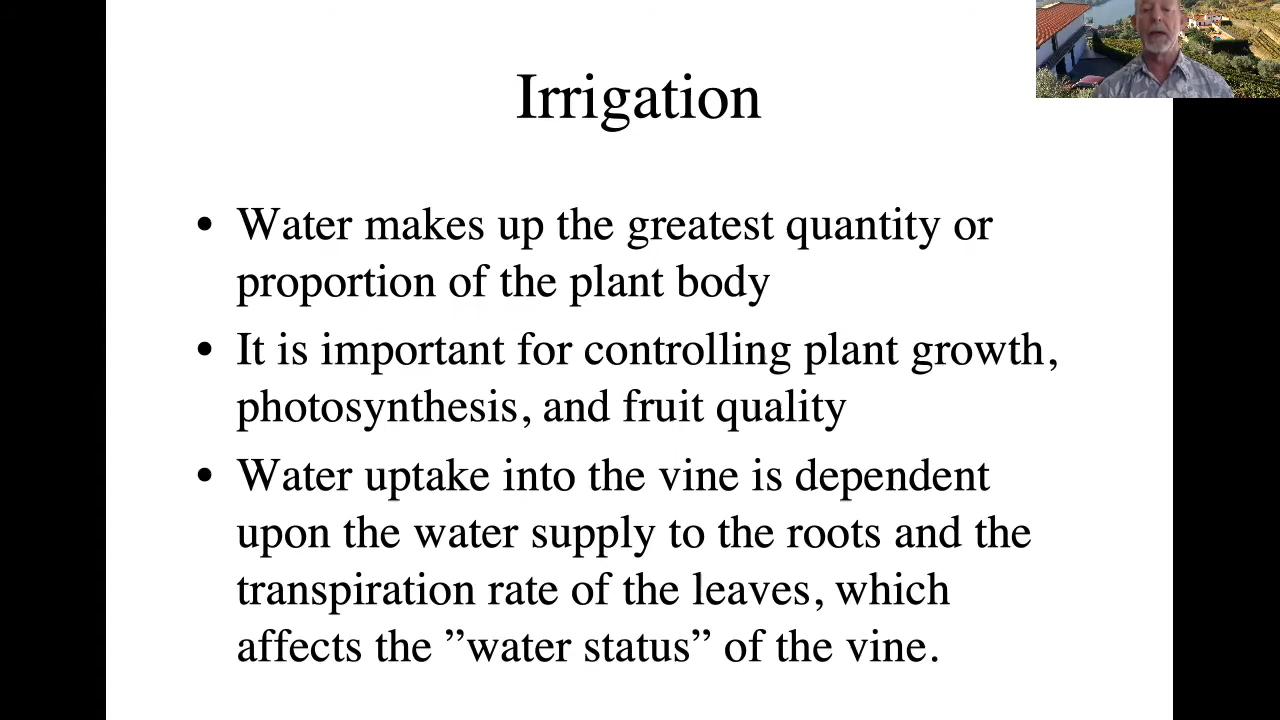 Irrigation
• Water makes up the greatest quantity or
proportion of the plant body
• It is important for controlling plant growth,
photosynthesis, and fruit quality
• Water uptake into the vine is dependent
upon the water supply to the roots and the
transpiration rate of the leaves, which
affects the ”water status” of the vine.